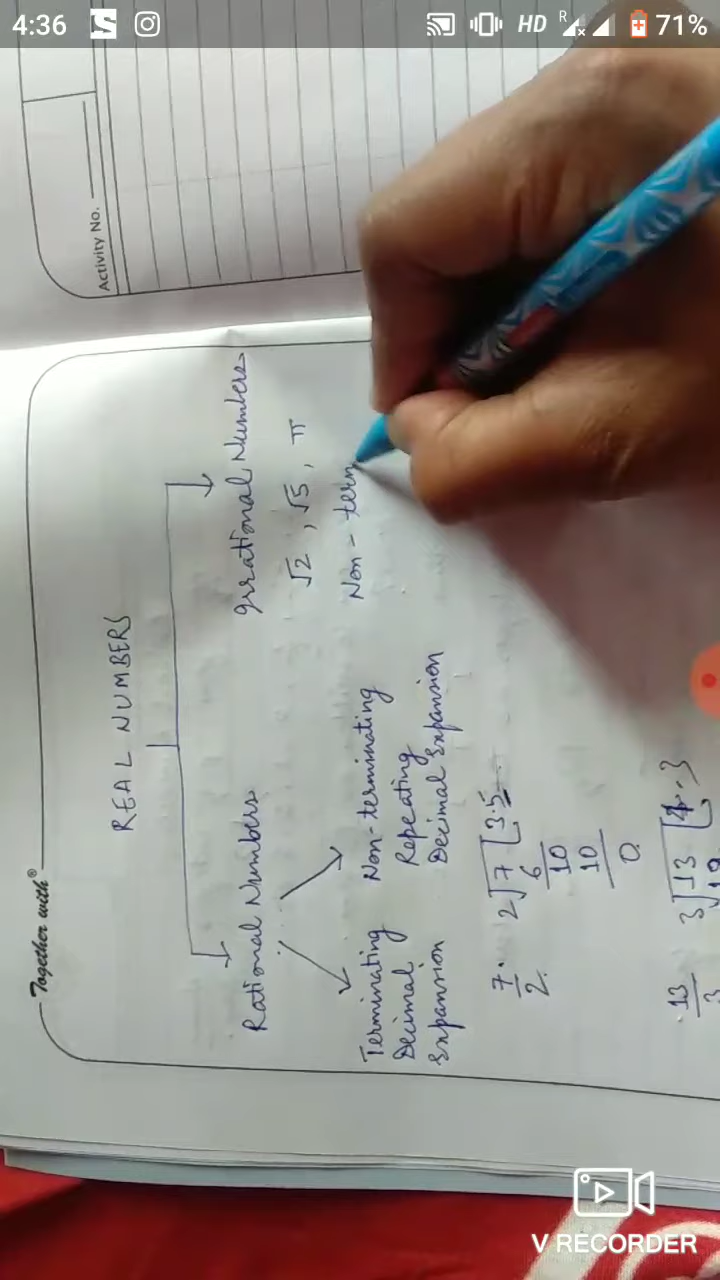 4:36 HD R 71%
Activity No.
Together with®
REAL NUMBERS
Rational Numbers
Irrational Numbers
√2 , √5 , π
Non - term
Terminating
Decimal
Expansion
Non-terminating
Repeating
Decimal Expansion
7/2
2√7 [3.5
6
10
10
0
13/3
3√13 [4.3
V RECORDER